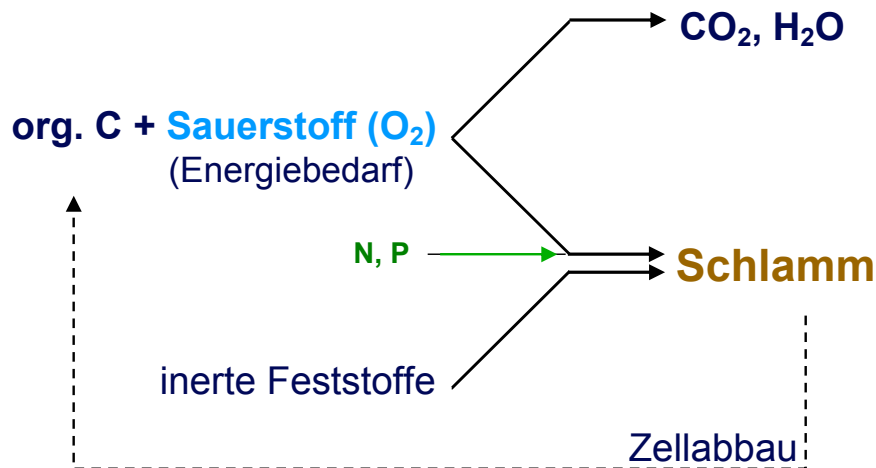 CO₂, H₂O
org. C + Sauerstoff (O₂)
(Energiebedarf)
N, P
Schlamm
inerte Feststoffe
Zellabbau